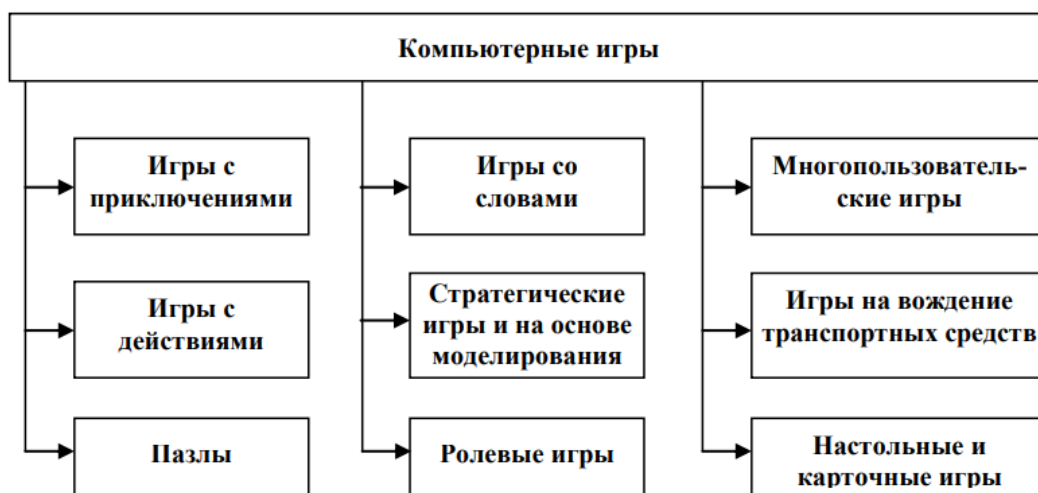 Компьютерные игры
Игры с
приключениями
Игры со
словами
Многопользователь-
ские игры
Игры с
действиями
Стратегические
игры и на основе
моделирования
Игры на вождение
транспортных средств
Пазлы
Ролевые игры
Настольные и
карточные игры